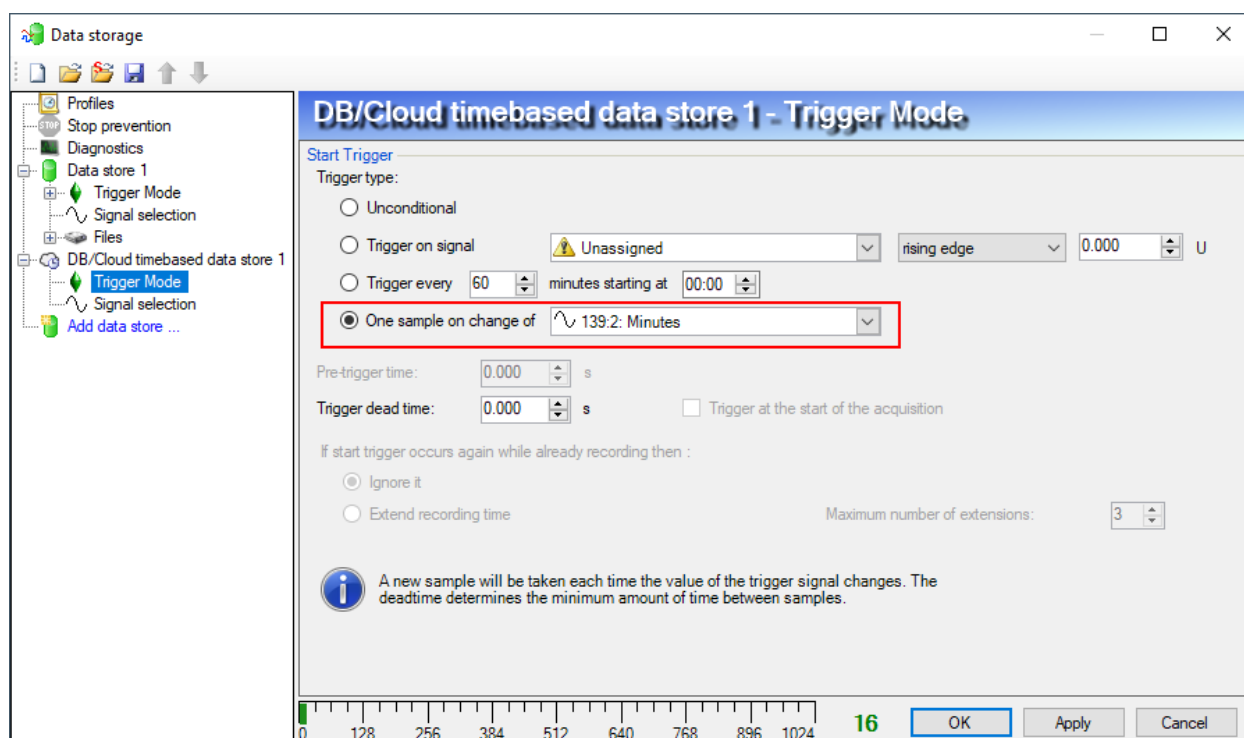 Data storage
Profiles
STOP Stop prevention
Diagnostics
Data store 1
Trigger Mode
Signal selection
Files
DB/Cloud timebased data store 1
Trigger Mode
Signal selection
Add data store ...
DB/Cloud timebased data store 1 - Trigger Mode
Start Trigger
Trigger type:
Unconditional
Trigger on signal Unassigned rising edge 0.000 U
Trigger every 60 minutes starting at 00:00
One sample on change of 139:2: Minutes
Pre-trigger time: 0.000 s
Trigger dead time: 0.000 s Trigger at the start of the acquisition
If start trigger occurs again while already recording then :
Ignore it
Extend recording time Maximum number of extensions: 3
A new sample will be taken each time the value of the trigger signal changes. The
deadtime determines the minimum amount of time between samples.
0 128 256 384 512 640 768 896 1024 16 OK Apply Cancel